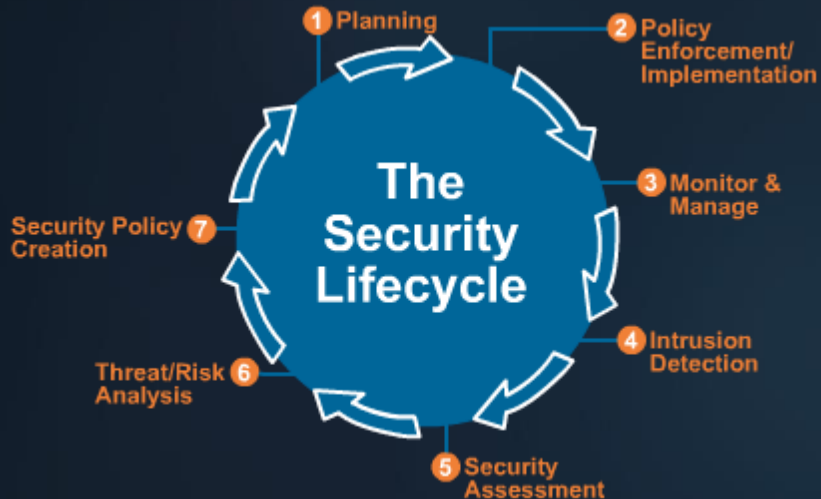 1 Planning
2 Policy
Enforcement/
Implementation
The
Security
Lifecycle
3 Monitor &
Manage
Security Policy 7
Creation
4 Intrusion
Detection
Threat/Risk 6
Analysis
5 Security
Assessment